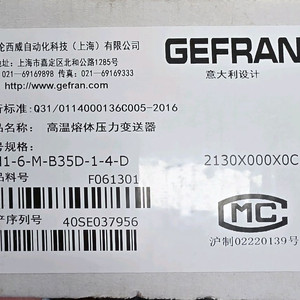 伦西威自动化科技（上海）有限公司
GEFRAN
上海市嘉定区北和公路1285号
021-69169898 传真: 021-69169333
www.gefran.com
意大利设计
标准: Q31/0114000136C005-2016
高温熔体压力变送器
号规格:
1-6-M-B35D-1-4-D
2130X000X0C
品料号
F061301
MC
产序列号
40SE037956
沪制02220139号